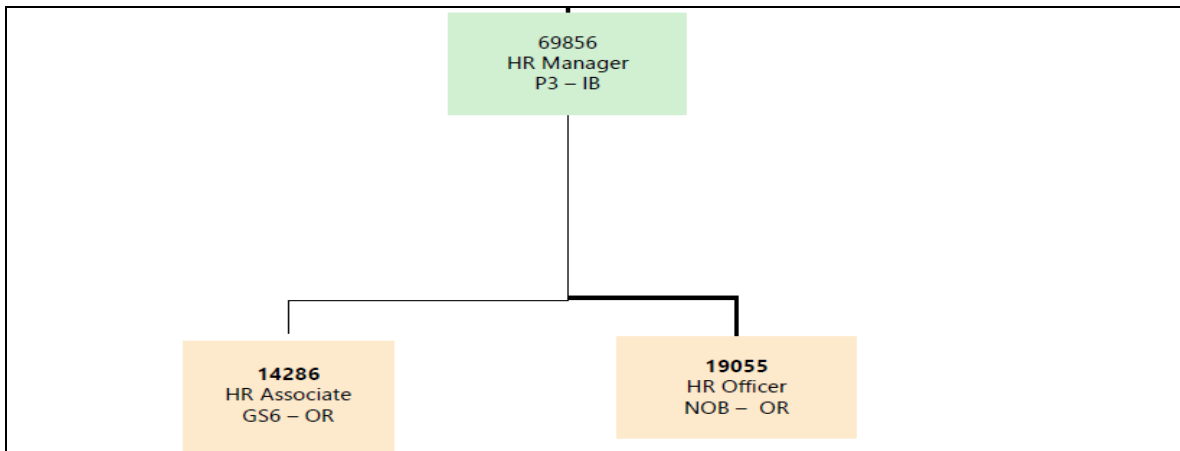 69856
HR Manager
P3 – IB
14286
HR Associate
GS6 – OR
19055
HR Officer
NOB –  OR